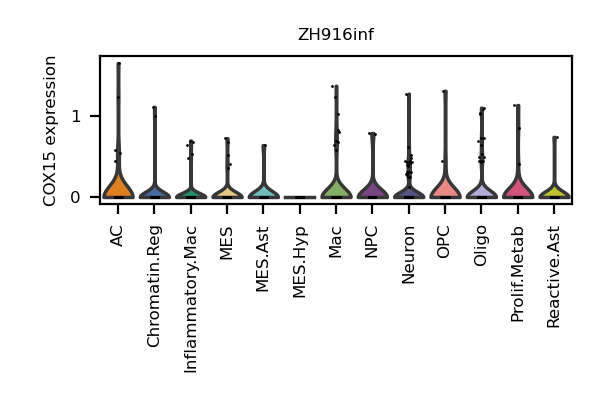 ZH916inf
COX15 expression
1
0
AC
Chromatin.Reg
Inflammatory.Mac
MES
MES.Ast
MES.Hyp
Mac
NPC
Neuron
OPC
Oligo
Prolif.Metab
Reactive.Ast